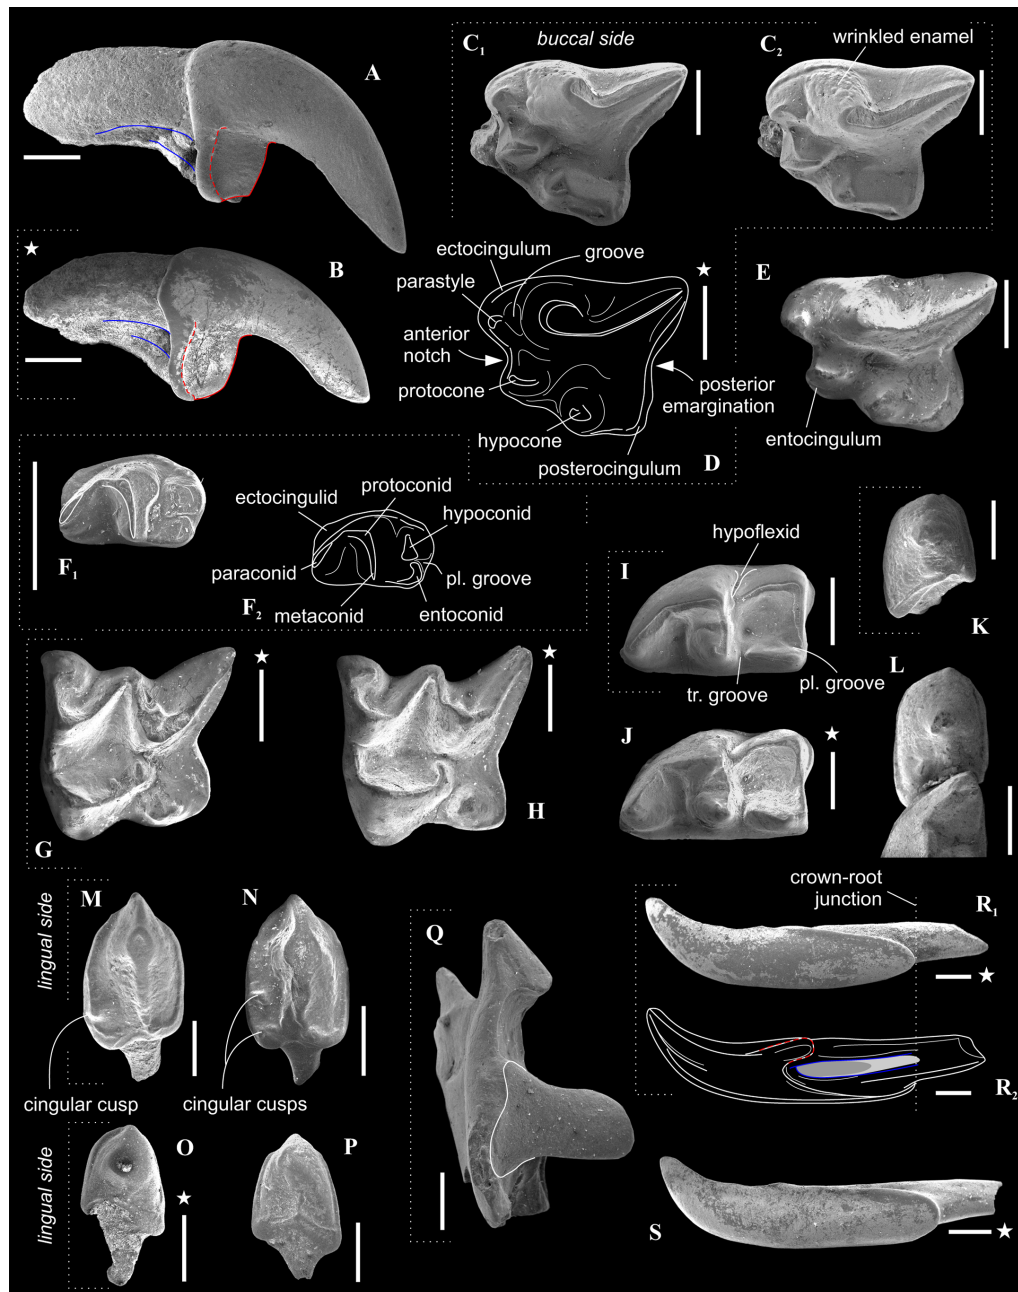 A
C1
buccal side
C2
wrinkled enamel
B
ectocingulum
groove
parastyle
anterior
notch
protocone
hypocone
posterior
emargination
posterocingulum
D
E
entocingulum
F1
ectocingulid
protoconid
hypoconid
paraconid
metaconid
pl. groove
entoconid
F2
I
hypoflexid
tr. groove
pl. groove
K
G
H
J
L
lingual side
M
N
cingular cusp
cingular cusps
lingual side
O
P
Q
crown-root
junction
R1
R2
S